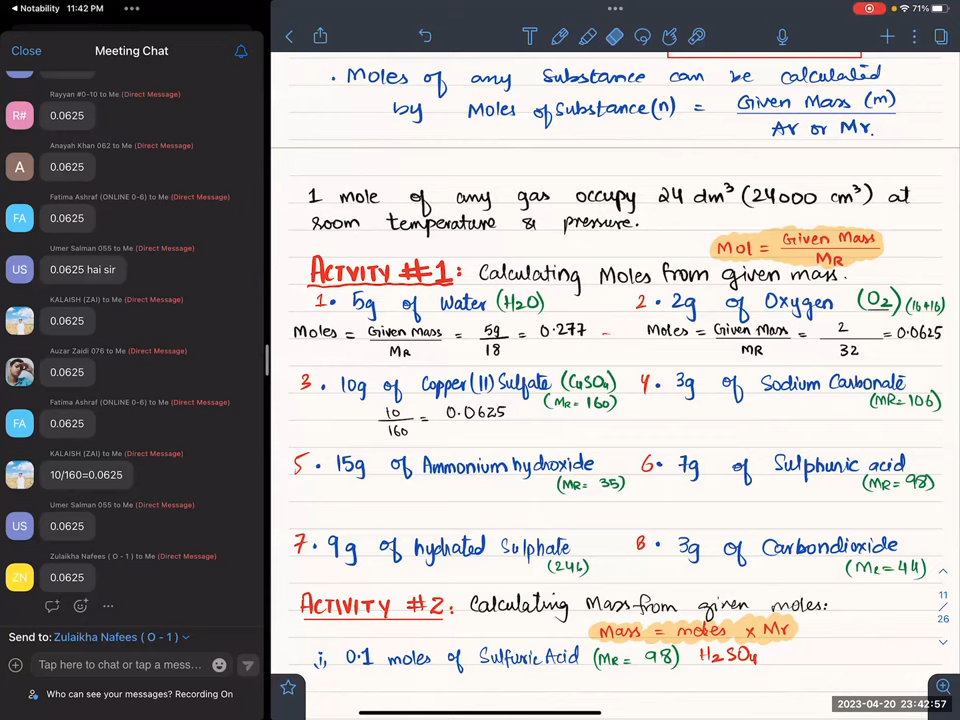 Notability 11:42 PM
71%
Close Meeting Chat
Rayyan #0-10 to Me (Direct Message)
R# 0.0625
Anayah Khan 062 to Me (Direct Message)
A 0.0625
Fatima Ashraf (ONLINE 0-6) to Me (Direct Message)
FA 0.0625
Umer Salman 055 to Me (Direct Message)
US 0.0625 hai sir
KALAISH (ZAI) to Me (Direct Message)
0.0625
Auzar Zaidi 076 to Me (Direct Message)
0.0625
Fatima Ashraf (ONLINE 0-6) to Me (Direct Message)
FA 0.0625
KALAISH (ZAI) to Me (Direct Message)
10/160=0.0625
Umer Salman 055 to Me (Direct Message)
US 0.0625
Zulaikha Nafees ( O - 1 ) to Me (Direct Message)
ZN 0.0625
Send to: Zulaikha Nafees ( O - 1 )
Tap here to chat or tap a mess...
Who can see your messages? Recording On
. Moles of any Substance can be calculated
by Moles of Substance (n) = Given Mass (m)
Ar or Mr.
1 mole of any gas occupy 24 dm³ (24000 cm³) at
room temperature & pressure.
Mol = Given Mass
MR
ACTIVITY #1: Calculating Moles from given mass.
1. 5g of Water (H2O) 2. 2g of Oxygen (O2) (16+16)
Moles = Given Mass = 5g = 0.277 Moles = Given Mass = 2 = 0.0625
MR 18 MR 32
3. 10g of Copper (II) Sulfate (CuSO4) 4. 3g of Sodium Carbonate
(MR = 160) (MR = 106)
10 = 0.0625
160
5. 15g of Ammonium hydroxide 6. 7g of Sulphuric acid
(MR = 35) (MR = 98)
7. 9g of hydrated Sulphate 8. 3g of Carbondioxide
(246) (Mr = 44)
ACTIVITY #2: Calculating Mass from given moles:
Mass = moles x Mr
i, 0.1 moles of Sulfuric Acid (MR = 98) H2SO4
11
26
2023-04-20 23:42:57